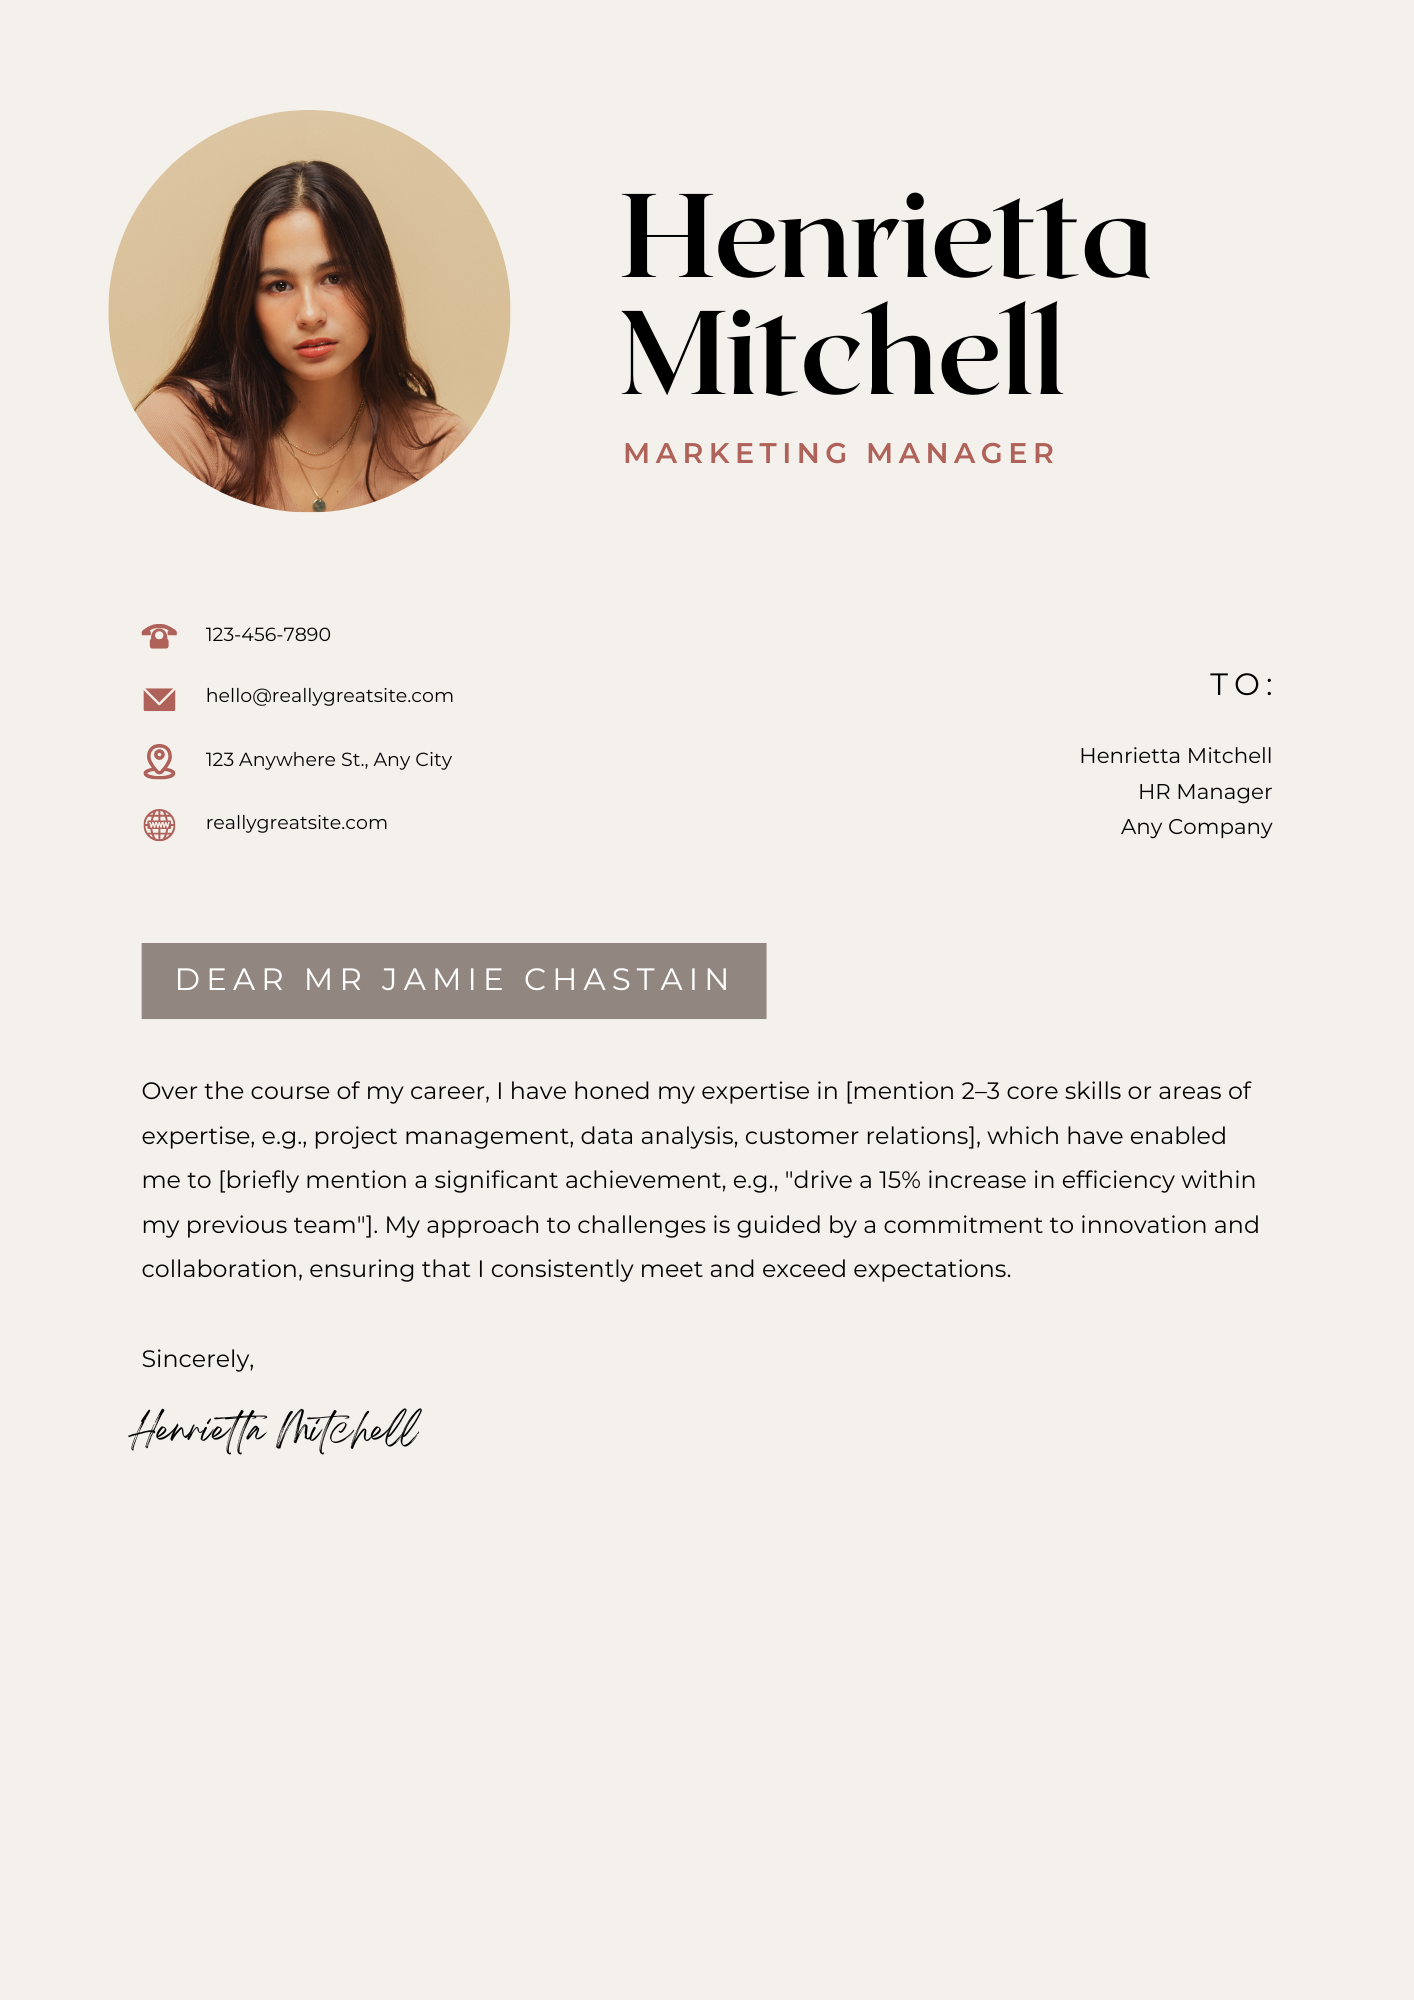 Henrietta
Mitchell
MARKETING MANAGER
123-456-7890
hello@reallygreatsite.com
123 Anywhere St., Any City
reallygreatsite.com
TO:
Henrietta Mitchell
HR Manager
Any Company
DEAR MR JAMIE CHASTAIN
Over the course of my career, I have honed my expertise in [mention 2–3 core skills or areas of
expertise, e.g., project management, data analysis, customer relations], which have enabled
me to [briefly mention a significant achievement, e.g., "drive a 15% increase in efficiency within
my previous team"]. My approach to challenges is guided by a commitment to innovation and
collaboration, ensuring that I consistently meet and exceed expectations.
Sincerely,
Henrietta Mitchell